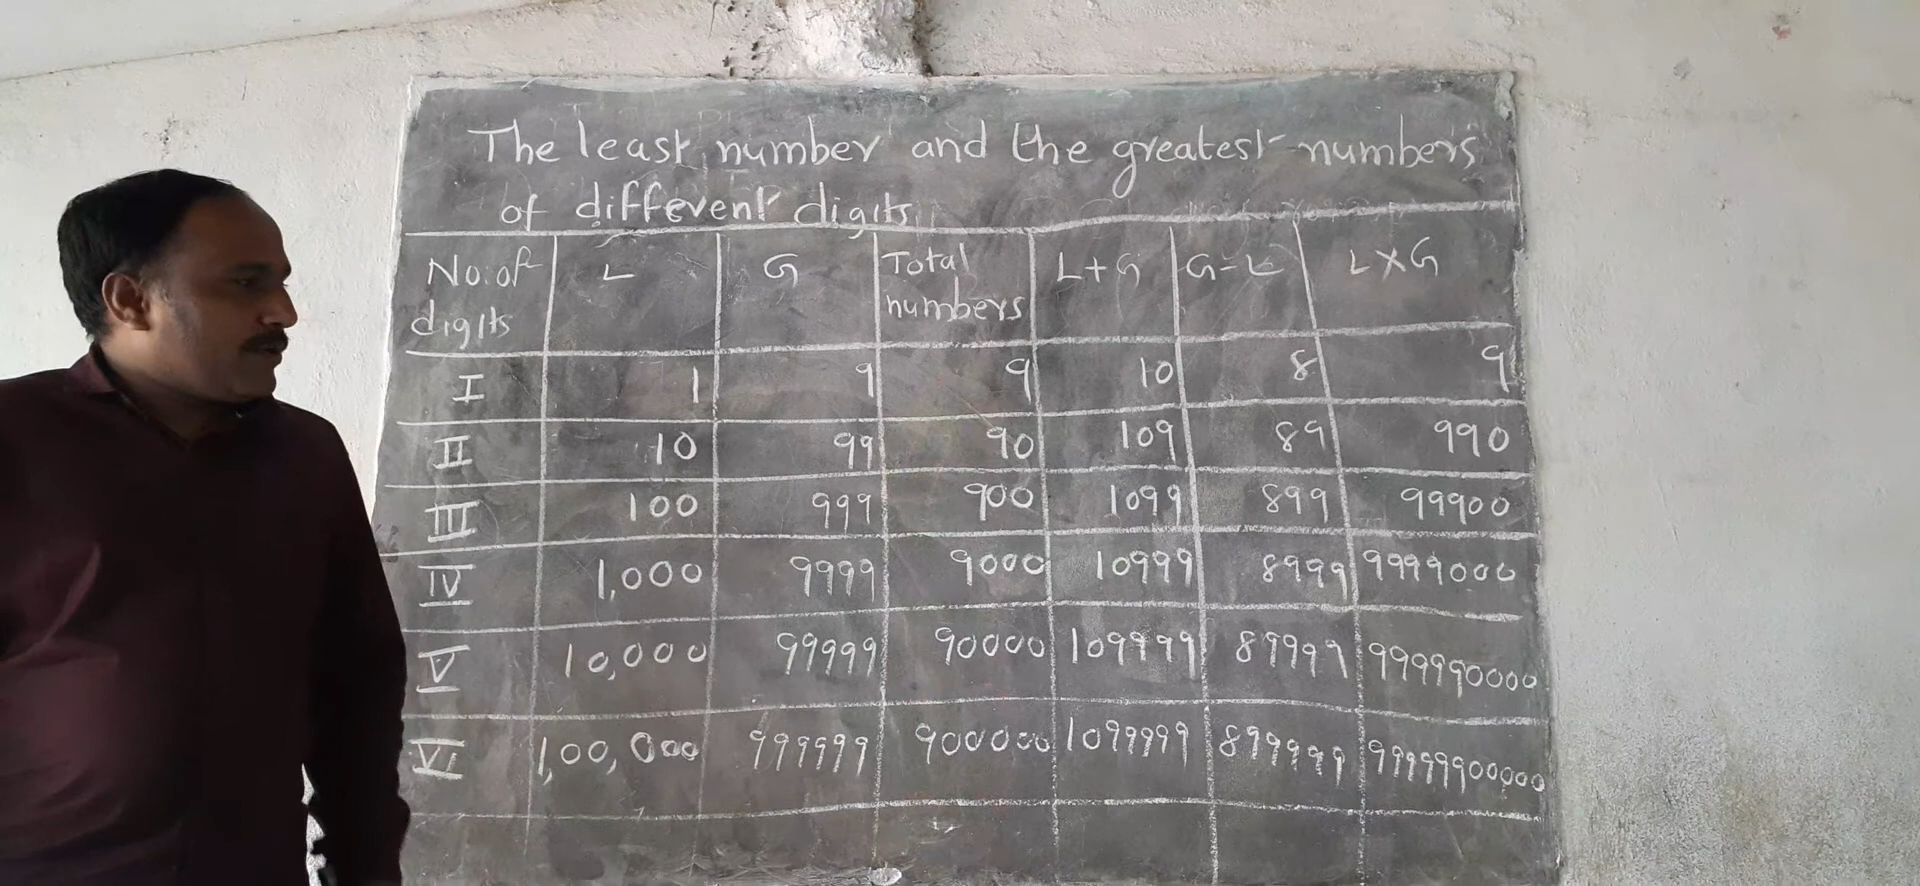 The least number and the greatest numbers
of different digits
No. of digits L G Total numbers L+G G-L L×G
I 1 9 9 10 8 9
II 10 99 90 109 89 990
III 100 999 900 1099 899 99900
IV 1,000 9999 9000 10999 8999 9999000
V 10,000 99999 90000 109999 89999 999990000
VI 1,00,000 999999 900000 1099999 899999 99999900000